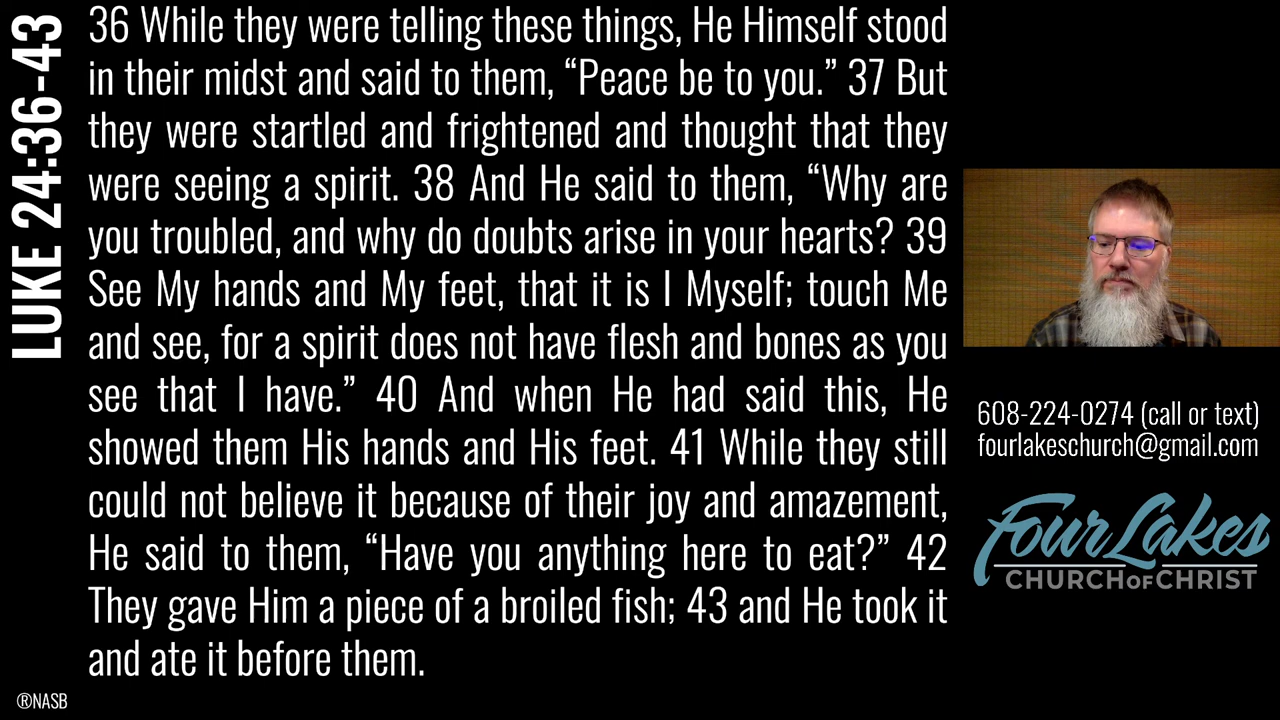 LUKE 24:36-43
36 While they were telling these things, He Himself stood
in their midst and said to them, “Peace be to you.” 37 But
they were startled and frightened and thought that they
were seeing a spirit. 38 And He said to them, “Why are
you troubled, and why do doubts arise in your hearts? 39
See My hands and My feet, that it is I Myself; touch Me
and see, for a spirit does not have flesh and bones as you
see that I have.” 40 And when He had said this, He
showed them His hands and His feet. 41 While they still
could not believe it because of their joy and amazement,
He said to them, “Have you anything here to eat?” 42
They gave Him a piece of a broiled fish; 43 and He took it
and ate it before them.
®NASB
608-224-0274 (call or text)
fourlakeschurch@gmail.com
Four Lakes
CHURCH OF CHRIST